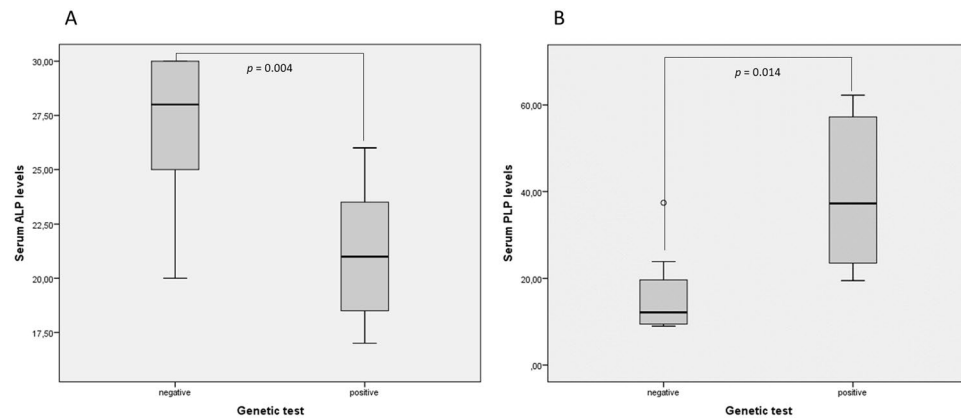 A
30,00
27,50
25,00
22,50
20,00
17,50
Serum ALP levels
p = 0.004
negative
positive
Genetic test
B
60,00
40,00
20,00
,00
Serum PLP levels
p = 0.014
negative
positive
Genetic test